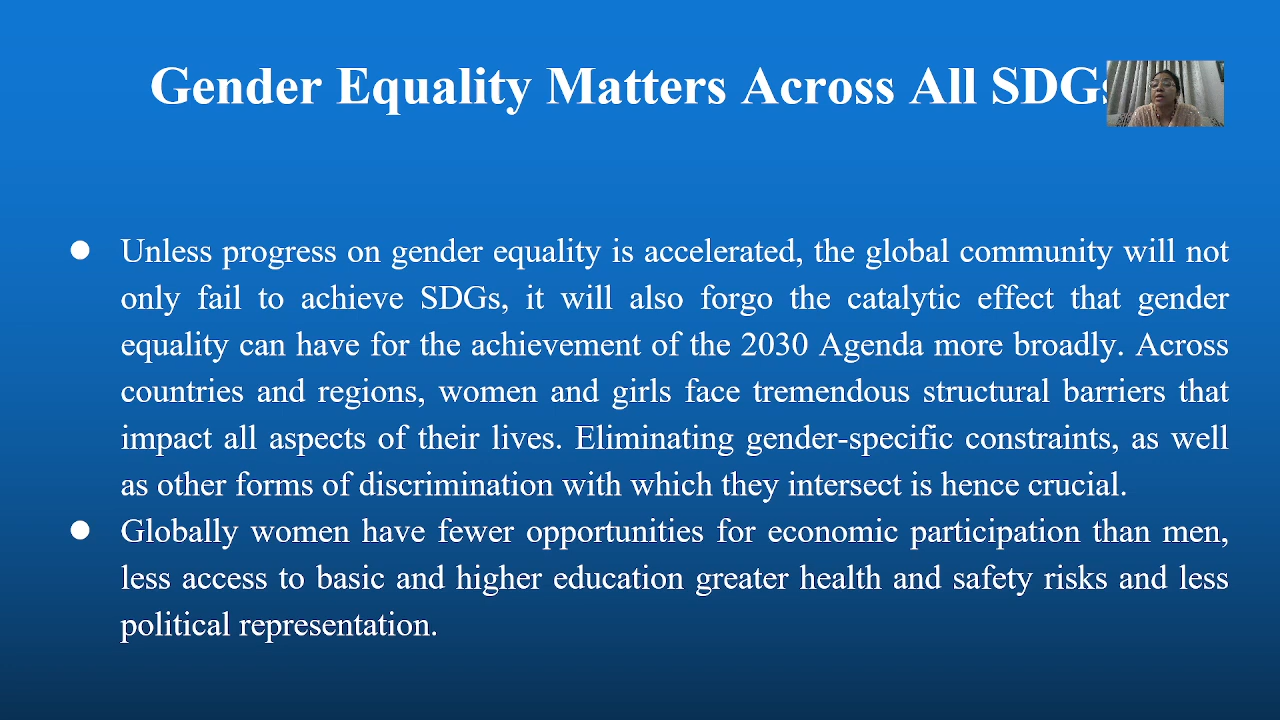 Gender Equality Matters Across All SDGs
● Unless progress on gender equality is accelerated, the global community will not
only fail to achieve SDGs, it will also forgo the catalytic effect that gender
equality can have for the achievement of the 2030 Agenda more broadly. Across
countries and regions, women and girls face tremendous structural barriers that
impact all aspects of their lives. Eliminating gender-specific constraints, as well
as other forms of discrimination with which they intersect is hence crucial.
● Globally women have fewer opportunities for economic participation than men,
less access to basic and higher education greater health and safety risks and less
political representation.